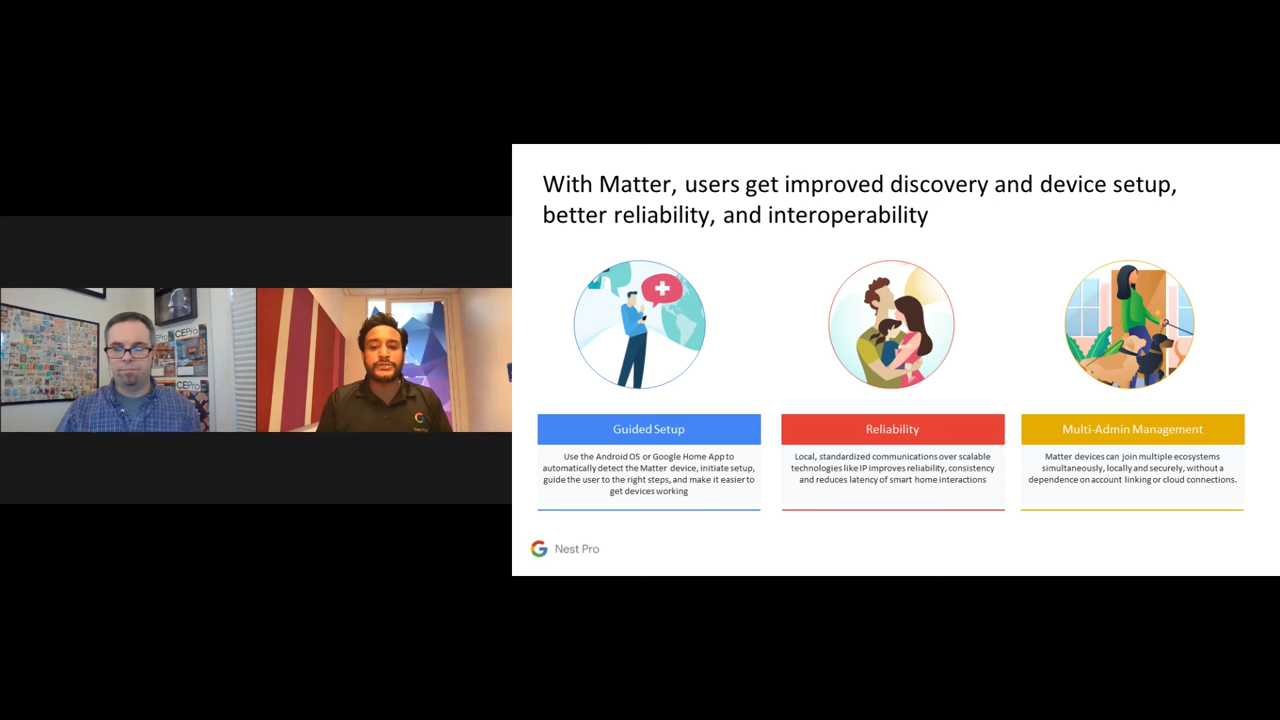 With Matter, users get improved discovery and device setup,
better reliability, and interoperability
Guided Setup
Use the Android OS or Google Home App to
automatically detect the Matter device, initiate setup,
guide the user to the right steps, and make it easier to
get devices working
Reliability
Local, standardized communications over scalable
technologies like IP improves reliability, consistency
and reduces latency of smart home interactions
Multi-Admin Management
Matter devices can join multiple ecosystems
simultaneously, locally and securely, without a
dependence on account linking or cloud connections.
G Nest Pro
CEPro
CEPro
G
Nest Pro